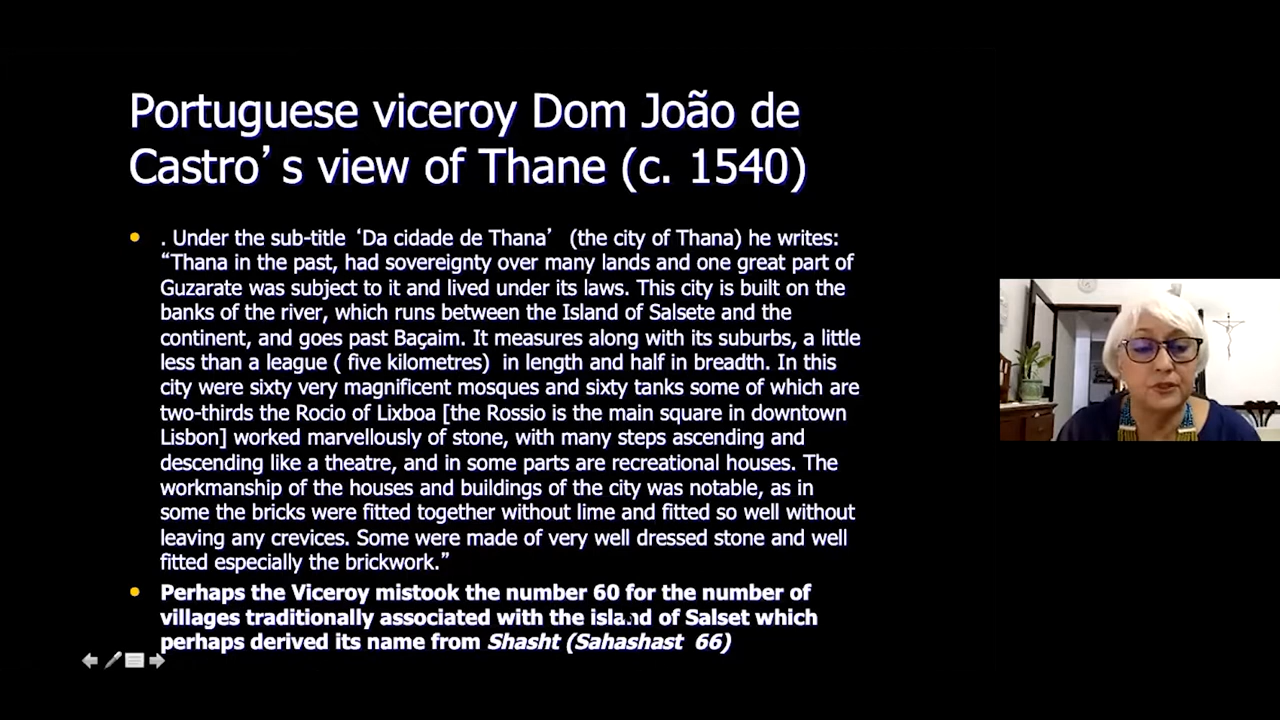 Portuguese viceroy Dom João de
Castro’s view of Thane (c. 1540)
. Under the sub-title ‘Da cidade de Thana’ (the city of Thana) he writes:
“Thana in the past, had sovereignty over many lands and one great part of
Guzarate was subject to it and lived under its laws. This city is built on the
banks of the river, which runs between the Island of Salsete and the
continent, and goes past Baçaim. It measures along with its suburbs, a little
less than a league ( five kilometres) in length and half in breadth. In this
city were sixty very magnificent mosques and sixty tanks some of which are
two-thirds the Rocio of Lixboa [the Rossio is the main square in downtown
Lisbon] worked marvellously of stone, with many steps ascending and
descending like a theatre, and in some parts are recreational houses. The
workmanship of the houses and buildings of the city was notable, as in
some the bricks were fitted together without lime and fitted so well without
leaving any crevices. Some were made of very well dressed stone and well
fitted especially the brickwork.”
Perhaps the Viceroy mistook the number 60 for the number of
villages traditionally associated with the island of Salset which
perhaps derived its name from Shasht (Sahashast 66)